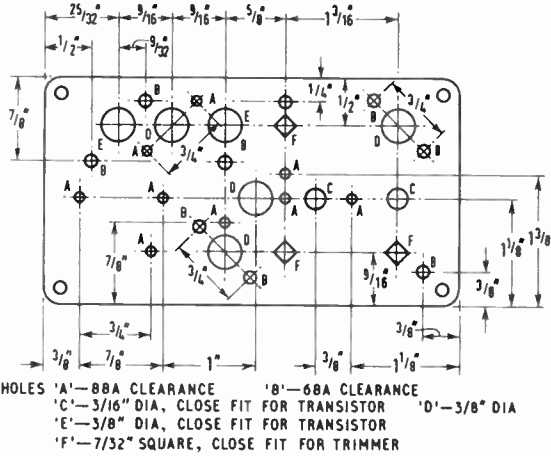 25/32" 9/16" 9/16" 5/8" 1 3/16"
1/2" 9/32"
1/4" 1/2" 3/4"
7/8"
B A B
E D E F D
A B B
B 3/4"
A
A A D A C A C
B A
A D F F B
7/8" 3/4" B 9/16" 3/8" 1 1/8" 1 3/8"
3/4" 3/8"
3/8" 7/8" 1" 3/8" 1 1/8"
HOLES 'A'—88A CLEARANCE 'B'—68A CLEARANCE
'C'—3/16" DIA, CLOSE FIT FOR TRANSISTOR 'D'—3/8" DIA
'E'—3/8" DIA, CLOSE FIT FOR TRANSISTOR
'F'—7/32" SQUARE, CLOSE FIT FOR TRIMMER